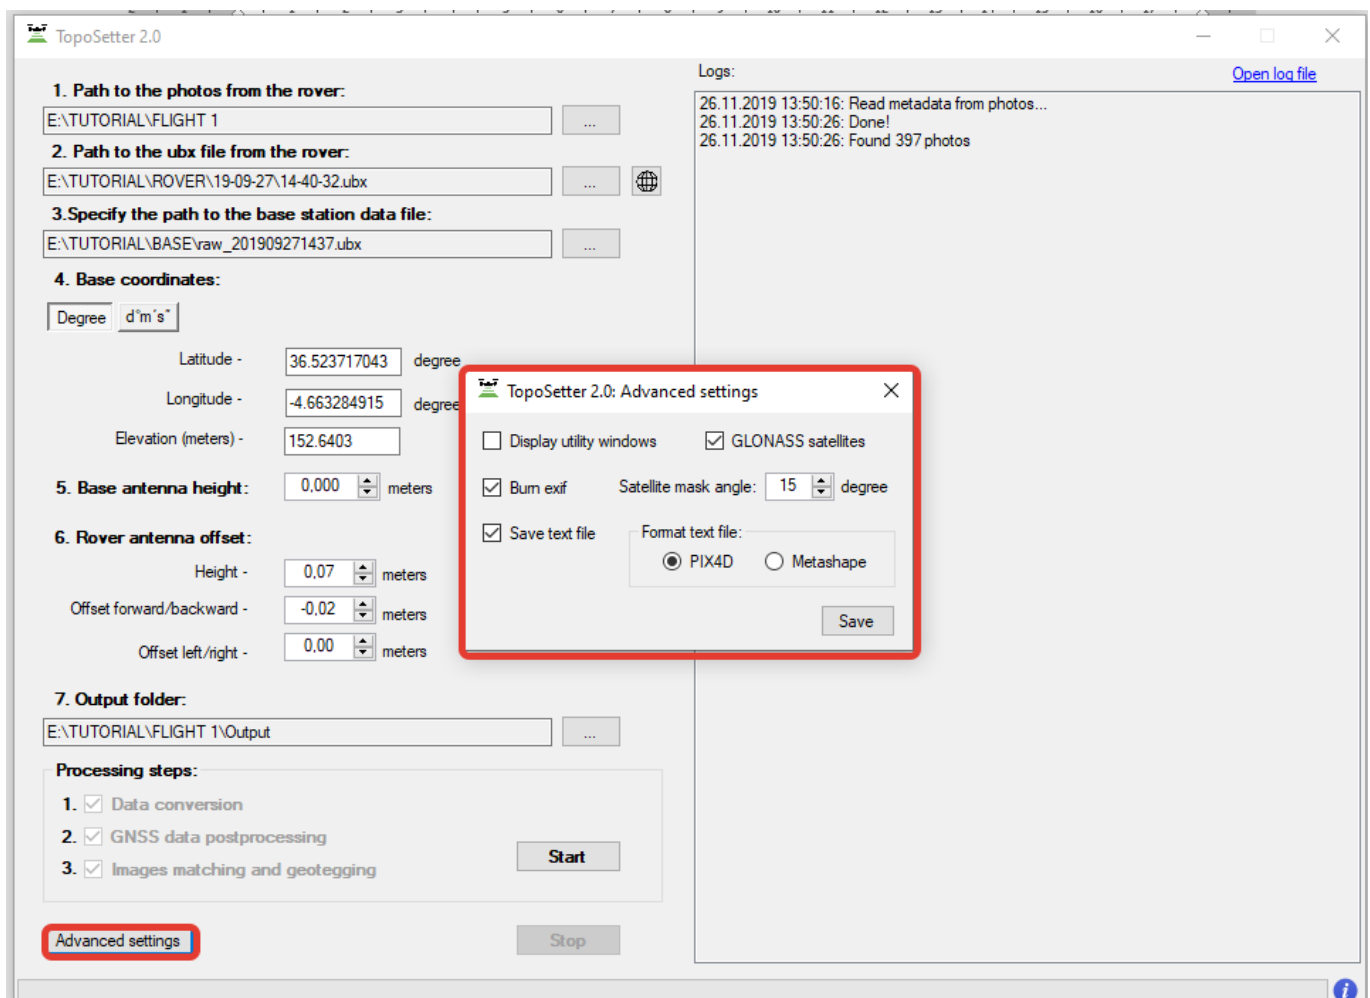 TopoSetter 2.0
1. Path to the photos from the rover:
E:\TUTORIAL\FLIGHT 1
...
2. Path to the ubx file from the rover:
E:\TUTORIAL\ROVER\19-09-27\14-40-32.ubx
...
3.Specify the path to the base station data file:
E:\TUTORIAL\BASE\raw_201909271437.ubx
...
4. Base coordinates:
Degree d°m's"
Latitude - 36.523717043 degree
Longitude - -4.663284915 degree
Elevation (meters) - 152.6403
5. Base antenna height: 0,000 meters
6. Rover antenna offset:
Height - 0,07 meters
Offset forward/backward - -0,02 meters
Offset left/right - 0,00 meters
7. Output folder:
E:\TUTORIAL\FLIGHT 1\Output
...
Processing steps:
1. Data conversion
2. GNSS data postprocessing
3. Images matching and geotegging
Start
Advanced settings
Stop
Logs:
Open log file
26.11.2019 13:50:16: Read metadata from photos...
26.11.2019 13:50:26: Done!
26.11.2019 13:50:26: Found 397 photos
TopoSetter 2.0: Advanced settings
Display utility windows
GLONASS satellites
Burn exif
Satellite mask angle: 15 degree
Save text file
Format text file:
PIX4D
Metashape
Save